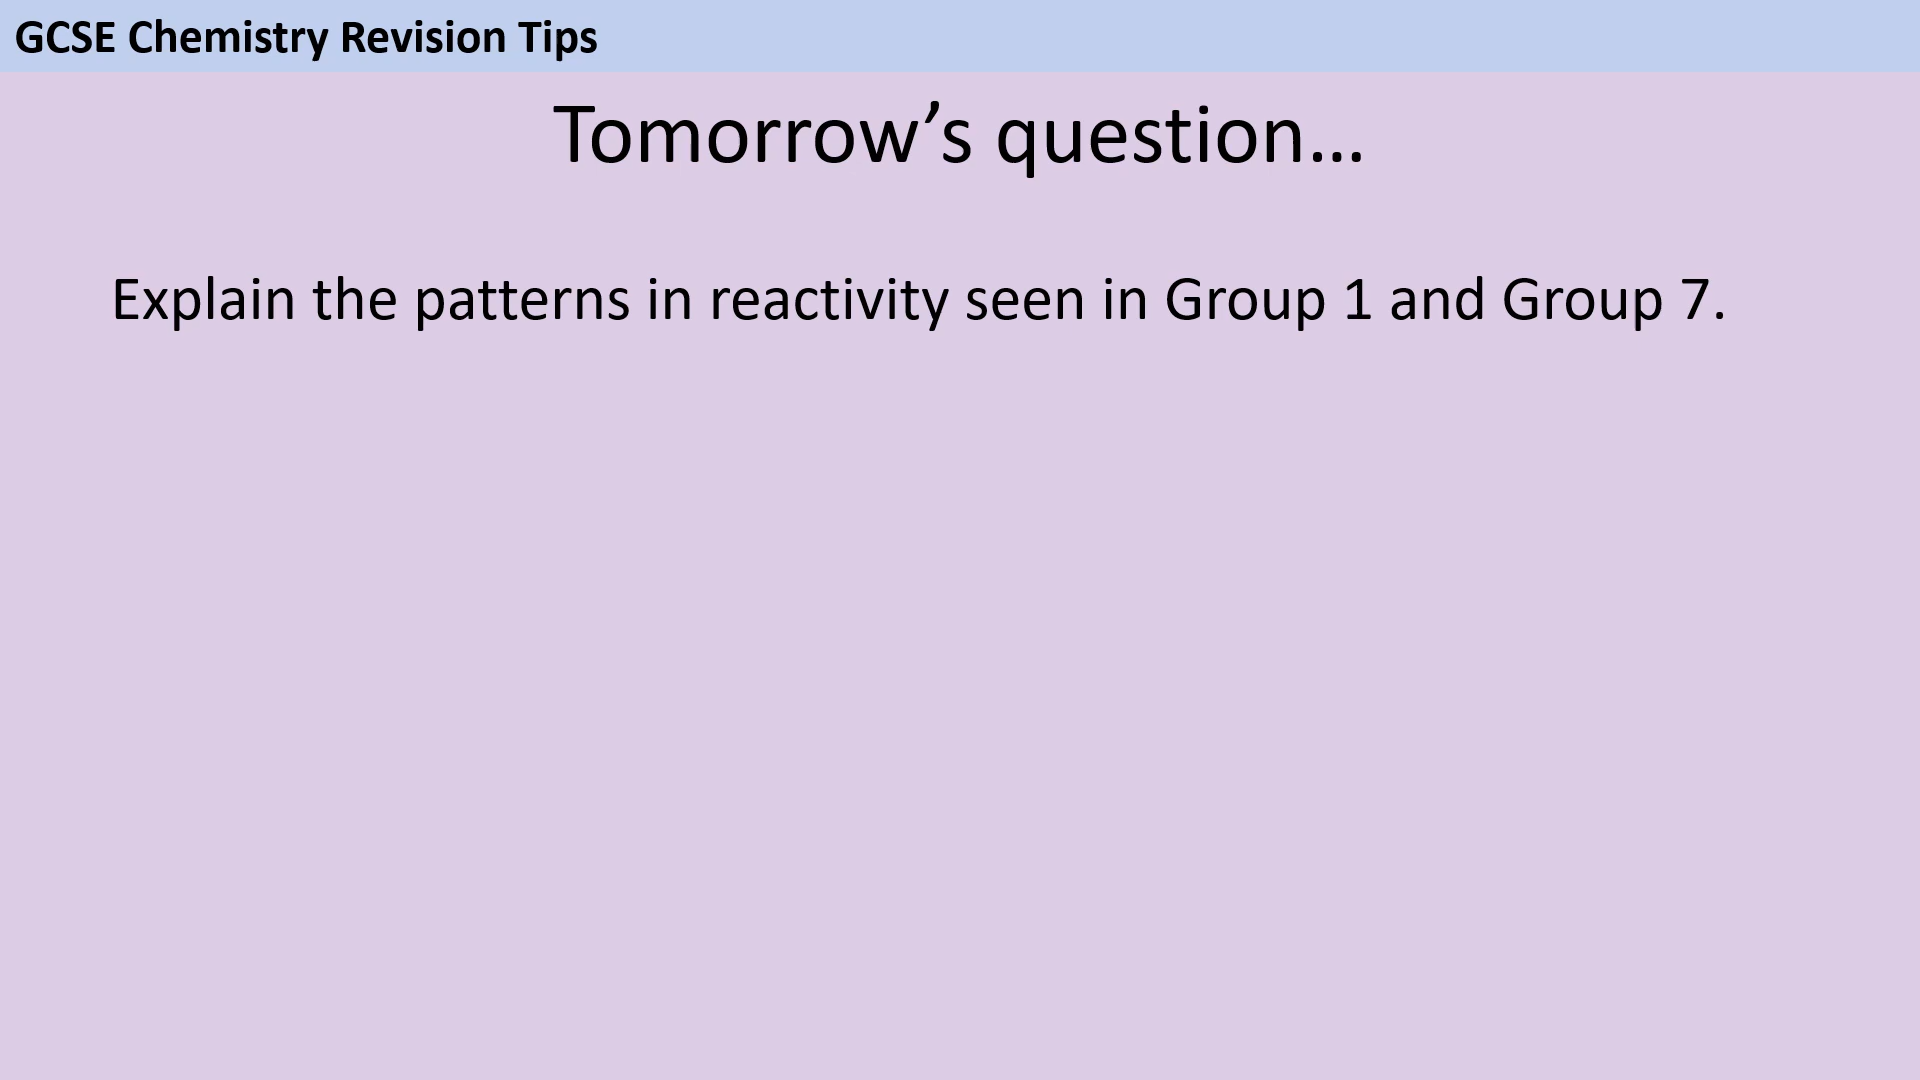 GCSE Chemistry Revision Tips
Tomorrow’s question…
Explain the patterns in reactivity seen in Group 1 and Group 7.